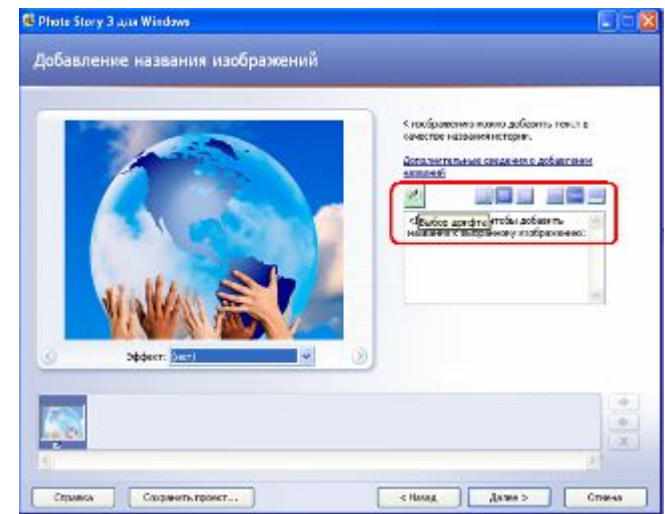 Photo Story 3 для Windows
Добавление названия изображений
К изображению можно добавить текст в
качестве названия истории.
Дополнительные сведения о добавлении
названий
Выбор шрифта
чтобы добавить
название к выбранному изображению:
Эффект: (нет)
Справка
Сохранить проект...
< Назад
Далее >
Отмена